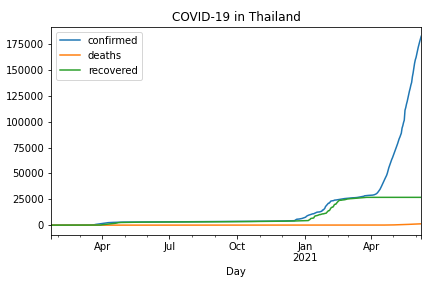 COVID-19 in Thailand
confirmed
deaths
recovered
175000
150000
125000
100000
75000
50000
25000
0
Apr Jul Oct Jan Apr
2021
Day